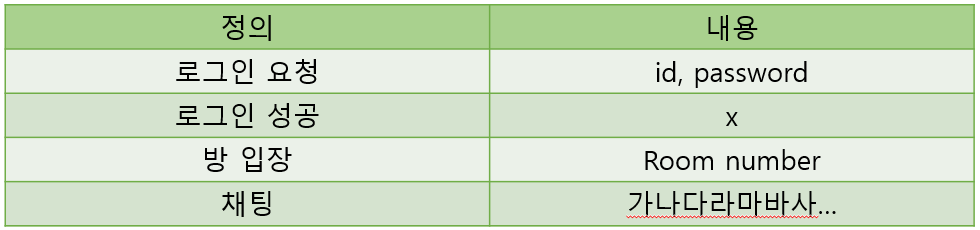 정의 내용
로그인 요청 id, password
로그인 성공 x
방 입장 Room number
채팅 가나다라마바사...